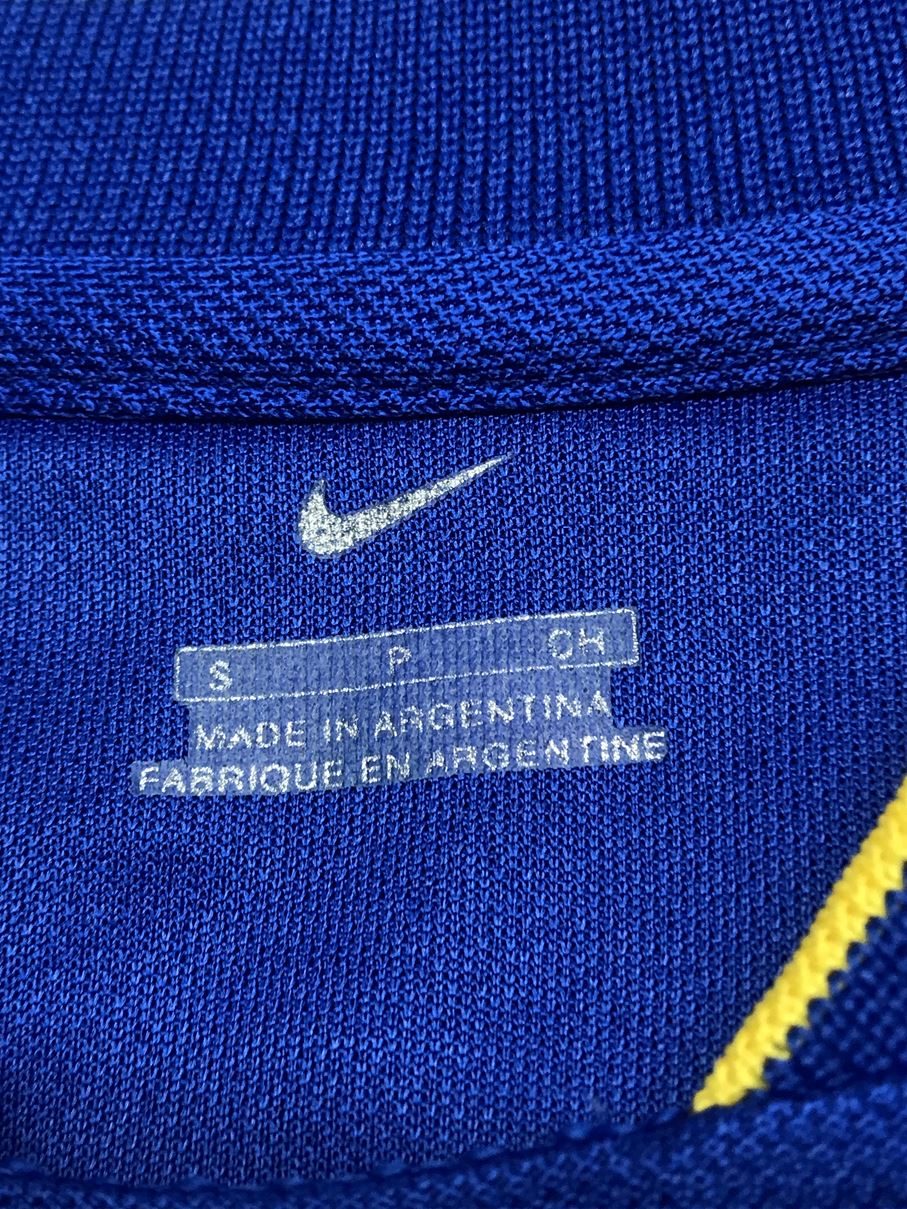 S P CH
MADE IN ARGENTINA
FABRIQUE EN ARGENTINE